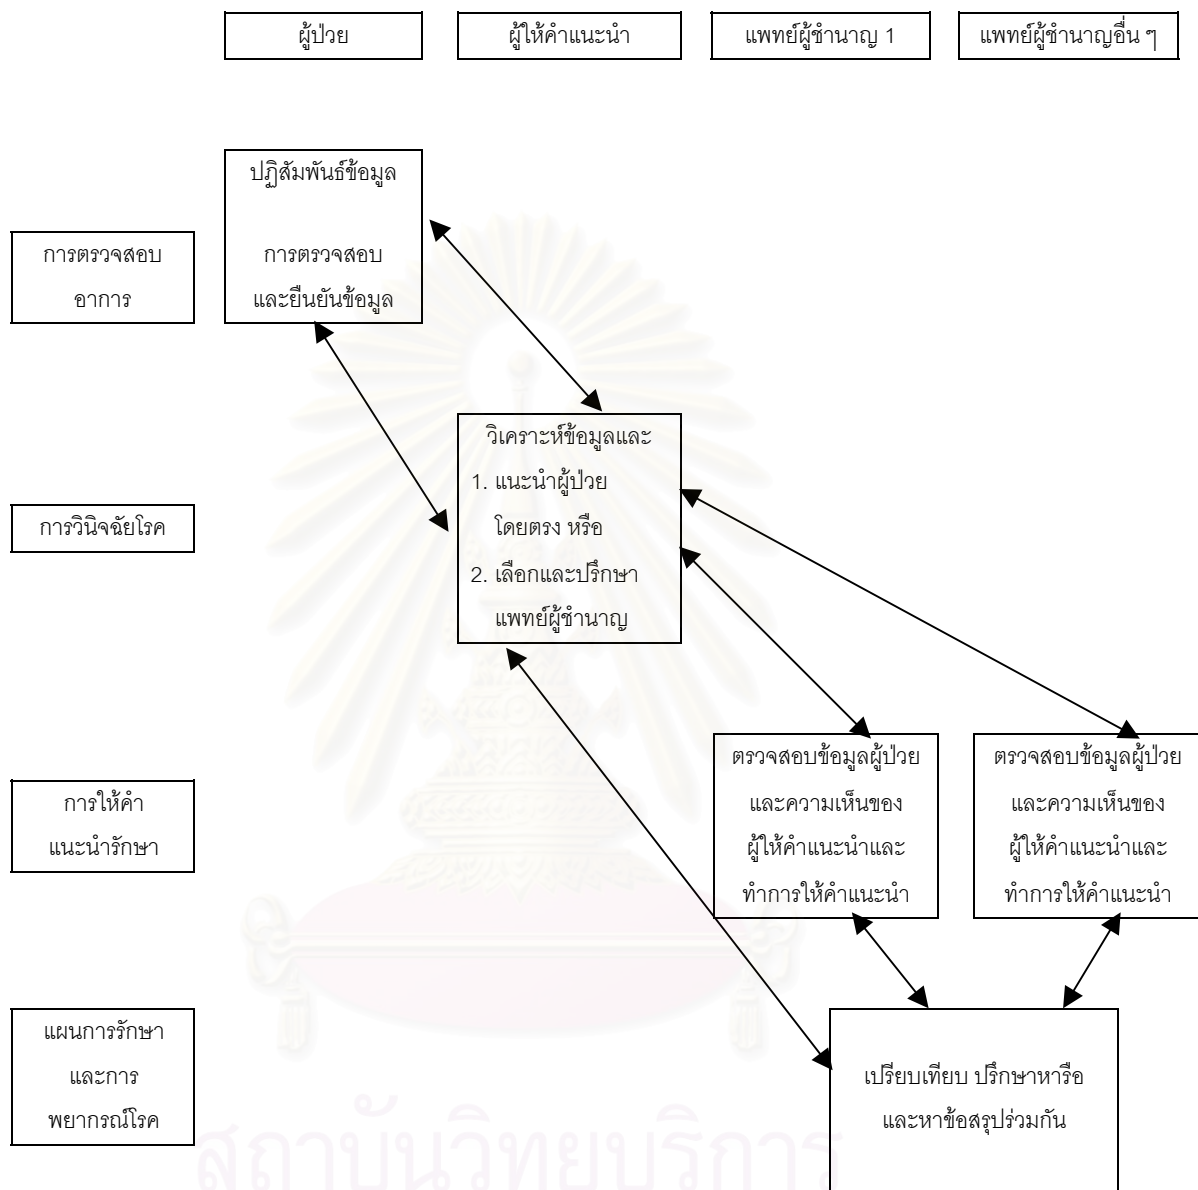 ผู้ป่วย
ผู้ให้คำแนะนำ
แพทย์ผู้ชำนาญ 1
แพทย์ผู้ชำนาญอื่น ๆ
ปฏิสัมพันธ์ข้อมูล
การตรวจสอบ
และยืนยันข้อมูล
การตรวจสอบ
อาการ
วิเคราะห์ข้อมูลและ
1. แนะนำผู้ป่วย
โดยตรง หรือ
2. เลือกและปรึกษา
แพทย์ผู้ชำนาญ
การวินิจฉัยโรค
ตรวจสอบข้อมูลผู้ป่วย
และความเห็นของ
ผู้ให้คำแนะนำและ
ทำการให้คำแนะนำ
ตรวจสอบข้อมูลผู้ป่วย
และความเห็นของ
ผู้ให้คำแนะนำและ
ทำการให้คำแนะนำ
การให้คำ
แนะนำรักษา
แผนการรักษา
และการ
พยากรณ์โรค
เปรียบเทียบ ปรึกษาหารือ
และหาข้อสรุปร่วมกัน
สถาบันวิทยบริการ